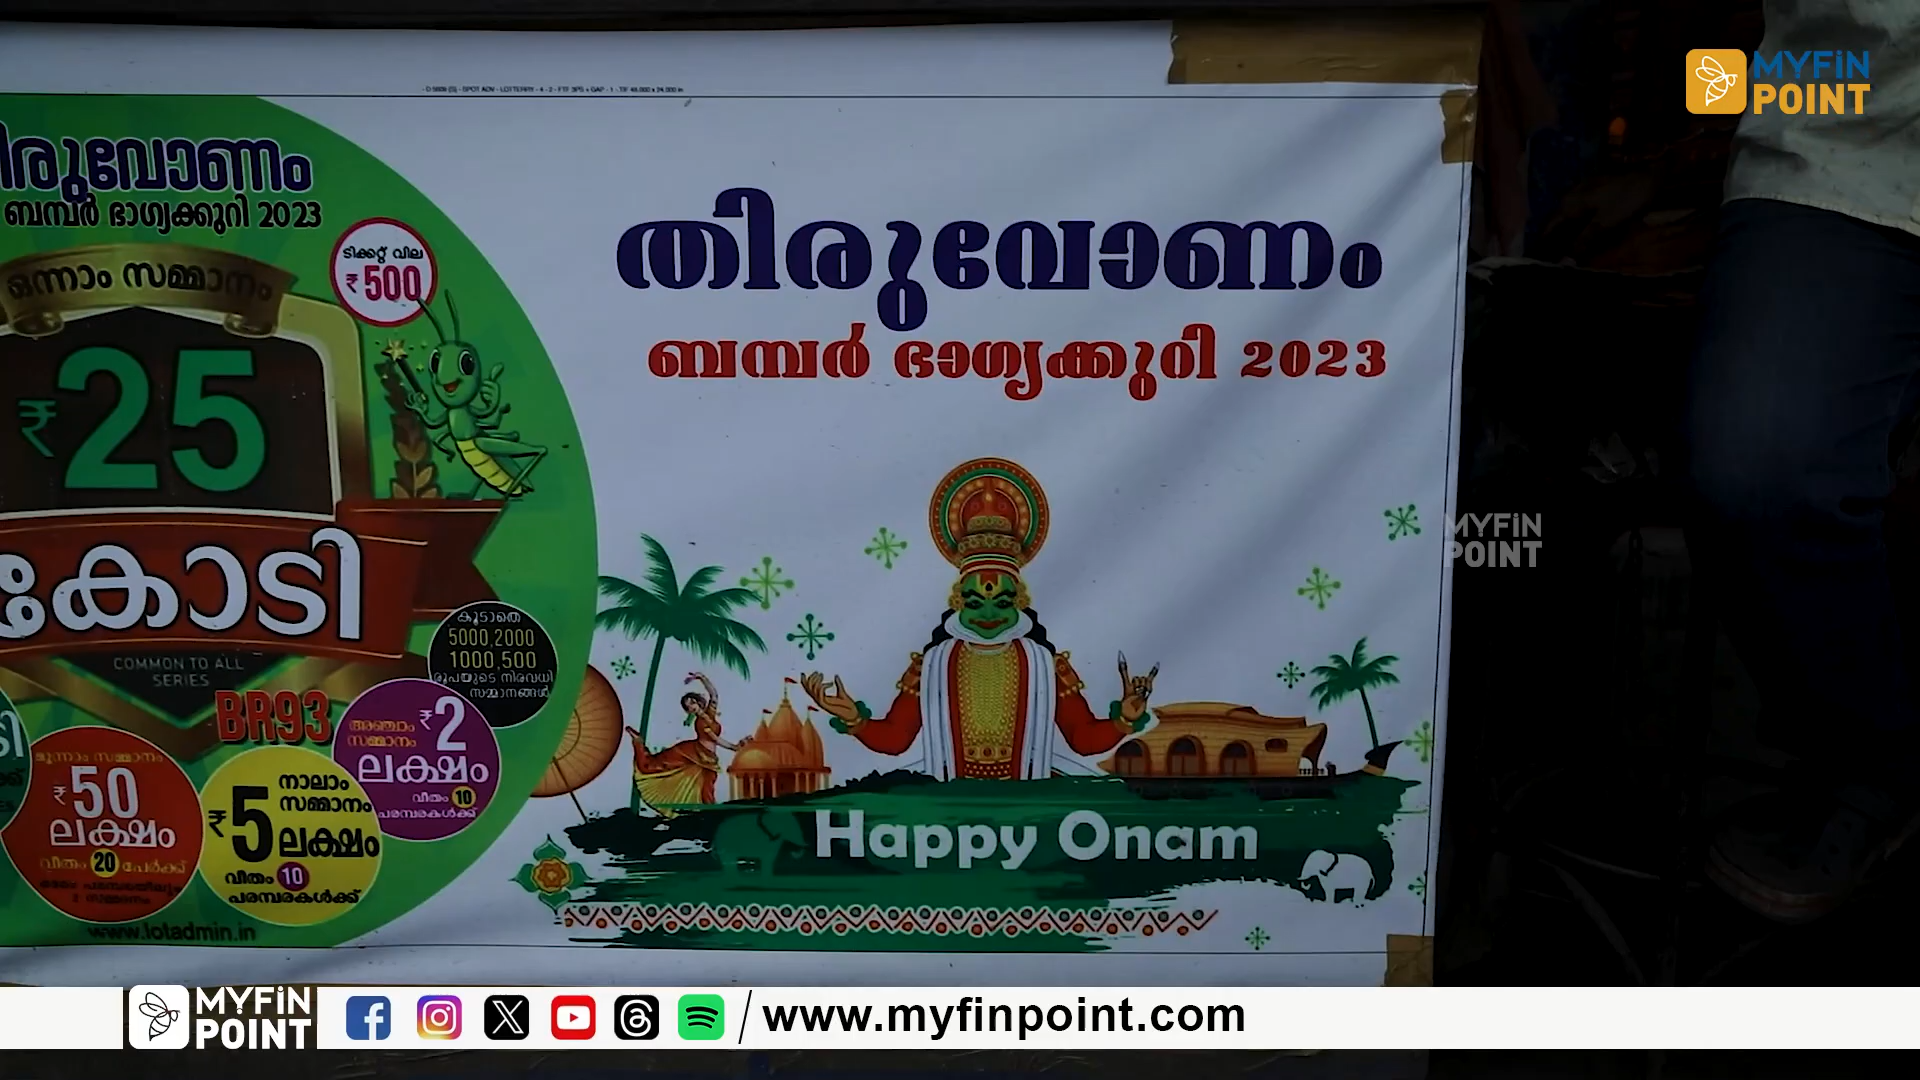 MYFiN
POINT
തിരുവോണം
ബമ്പർ ഭാഗ്യക്കുറി 2023
ബമ്പർ ഭാഗ്യക്കുറി 2023
ടിക്കറ്റ് വില
₹ 500
ഒന്നാം സമ്മാനം
₹25
കോടി
COMMON TO ALL
SERIES
BR93
കൂടാതെ
5000,2000
1000,500
രൂപയുടെ നിരവധി
സമ്മാനങ്ങൾ
അഞ്ചാം
സമ്മാനം
₹2
ലക്ഷം
വീതം 10
പരമ്പരകൾക്ക്
മൂന്നാം സമ്മാനം
₹50
ലക്ഷം
വീതം 20 പേർക്ക്
നാലാം
സമ്മാനം
₹5 ലക്ഷം
വീതം 10
പരമ്പരകൾക്ക്
www.lotadmin.in
MYFiN
POINT
Happy Onam
MYFiN
POINT
www.myfinpoint.com